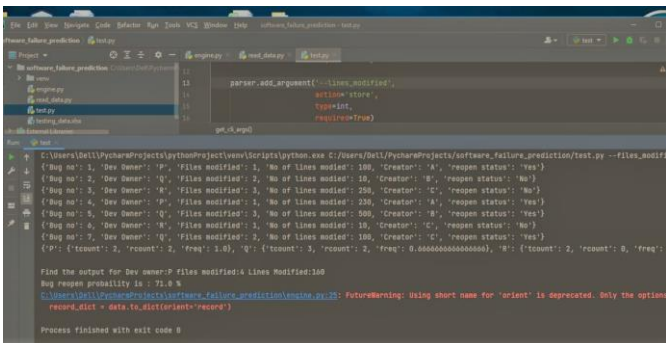 File Edit View Navigate Code Refactor Run Tools VCS Window Help software_failure_prediction - test.py
software_failure_prediction test.py
test
Project
engine.py read_data.py test.py
software_failure_prediction
venv
engine.py
read_data.py
test.py
testing_data.xlsx
External Libraries
12
13 parser.add_argument('--lines_modified',
14 action='store',
15 type=int,
16 required=True)
get_cli_args()
Run: test
C:\Users\Dell\PycharmProjects\pythonProject\venv\Scripts\python.exe C:/Users/Dell/PycharmProjects/software_failure_prediction/test.py --files_modifi
{'Bug no': 1, 'Dev Owner': 'P', 'Files modified': 1, 'No of lines modied': 100, 'Creator': 'A', 'reopen status': 'Yes'}
{'Bug no': 2, 'Dev Owner': 'Q', 'Files modified': 2, 'No of lines modied': 10, 'Creator': 'B', 'reopen status': 'No'}
{'Bug no': 3, 'Dev Owner': 'R', 'Files modified': 3, 'No of lines modied': 250, 'Creator': 'C', 'reopen status': 'No'}
{'Bug no': 4, 'Dev Owner': 'P', 'Files modified': 1, 'No of lines modied': 230, 'Creator': 'A', 'reopen status': 'Yes'}
{'Bug no': 5, 'Dev Owner': 'Q', 'Files modified': 3, 'No of lines modied': 500, 'Creator': 'B', 'reopen status': 'Yes'}
{'Bug no': 6, 'Dev Owner': 'R', 'Files modified': 1, 'No of lines modied': 10, 'Creator': 'C', 'reopen status': 'No'}
{'Bug no': 7, 'Dev Owner': 'Q', 'Files modified': 2, 'No of lines modied': 100, 'Creator': 'C', 'reopen status': 'Yes'}
{'P': {'tcount': 2, 'rcount': 2, 'freq': 1.0}, 'Q': {'tcount': 3, 'rcount': 2, 'freq': 0.6666666666666666}, 'R': {'tcount': 2, 'rcount': 0, 'freq':
Find the output for Dev owner:P files modified:4 Lines Modified:160
Bug reopen probaility is : 71.0 %
C:\Users\Dell\PycharmProjects\software_failure_prediction\engine.py:25: FutureWarning: Using short name for 'orient' is deprecated. Only the options
record_dict = data.to_dict(orient='record')
Process finished with exit code 0